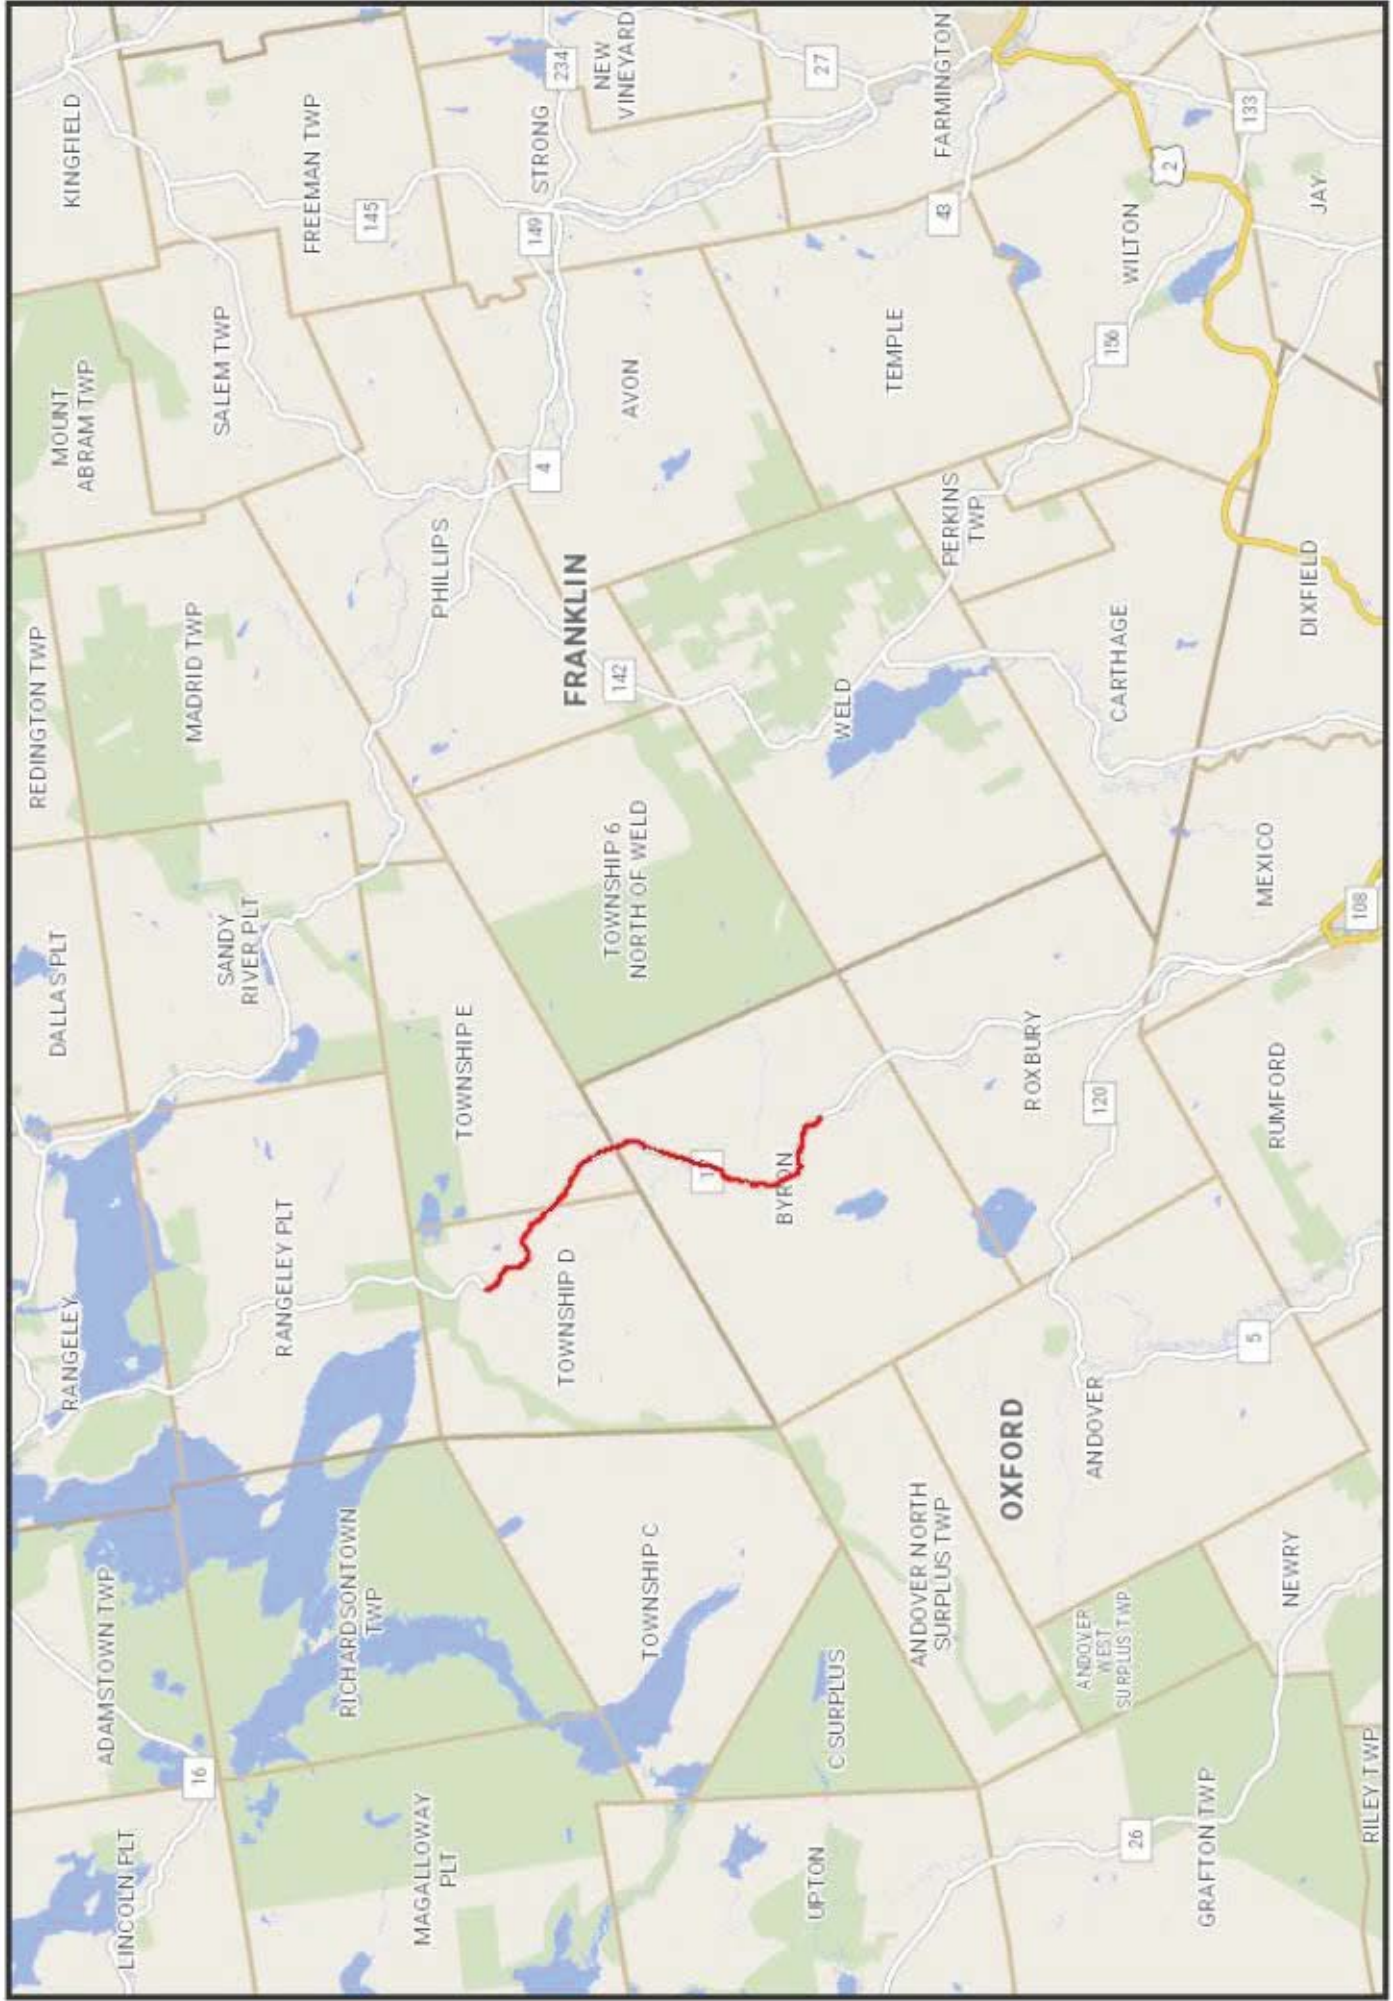 LINCOLN PLT
16
ADAMSTOWN TWP
RANGELEY
DALLAS PLT
REDINGTON TWP
MOUNT
ABRAM TWP
KINGFIELD
RICHARDSONTOWN
TWP
RANGELEY PLT
SANDY
RIVER PLT
MADRID TWP
SALEM TWP
FREEMAN TWP
145
MAGALLOWAY
PLT
TOWNSHIP E
PHILLIPS
4
149
STRONG
234
NEW
VINEYARD
TOWNSHIP C
TOWNSHIP D
TOWNSHIP 6
NORTH OF WELD
142
FRANKLIN
AVON
27
UPTON
C SURPLUS
BYRON
WELD
TEMPLE
43
FARMINGTON
ANDOVER NORTH
SURPLUS TWP
OXFORD
ROXBURY
PERKINS
TWP
26
ANDOVER
WEST
SURPLUS TWP
ANDOVER
120
CARTHAGE
156
WILTON
2
GRAFTON TWP
NEWRY
5
RUMFORD
MEXICO
DIXFIELD
133
JAY
RILEY TWP
108